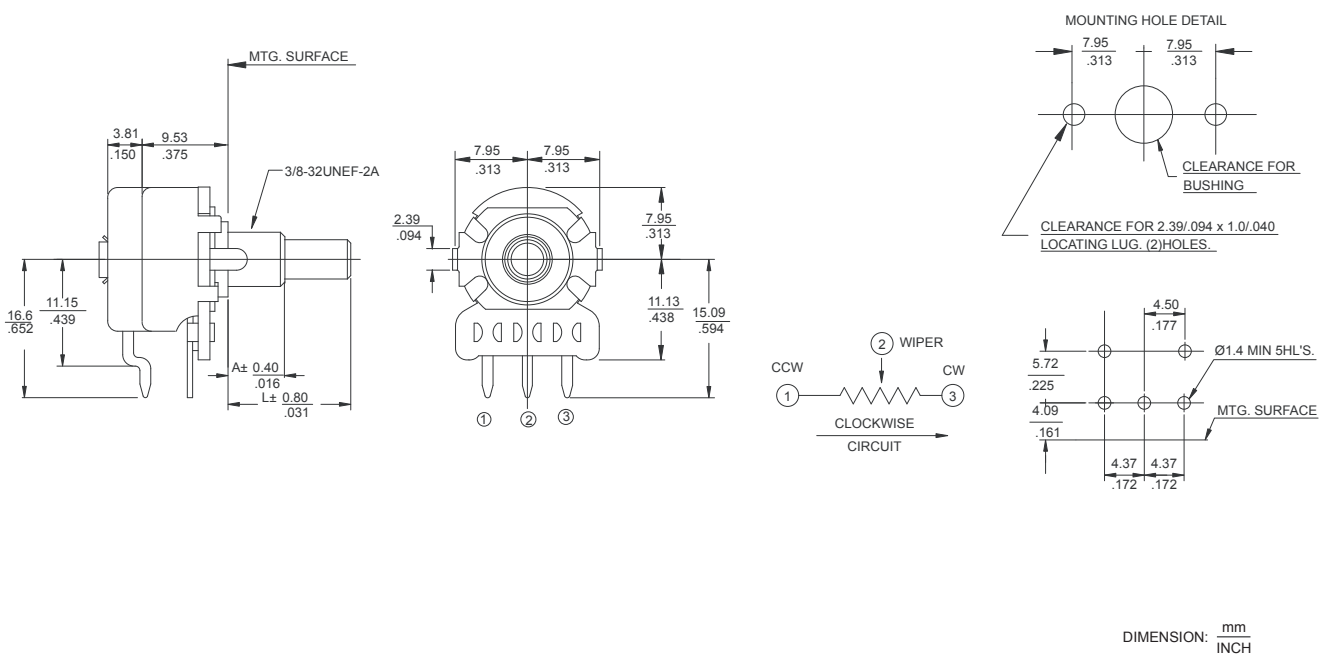 MOUNTING HOLE DETAIL
7.95
.313
7.95
.313
MTG. SURFACE
3.81
.150
9.53
.375
3/8-32UNEF-2A
7.95
.313
7.95
.313
2.39
.094
7.95
.313
CLEARANCE FOR
BUSHING
CLEARANCE FOR 2.39/.094 x 1.0/.040
LOCATING LUG. (2)HOLES.
16.6
.652
11.15
.439
11.13
.438
15.09
.594
A± 0.40
.016
L± 0.80
.031
1
2
3
2 WIPER
CCW
CW
1
3
CLOCKWISE
CIRCUIT
4.50
.177
5.72
.225
Ø1.4 MIN 5HL'S.
4.09
.161
MTG. SURFACE
4.37
.172
4.37
.172
DIMENSION: mm
INCH